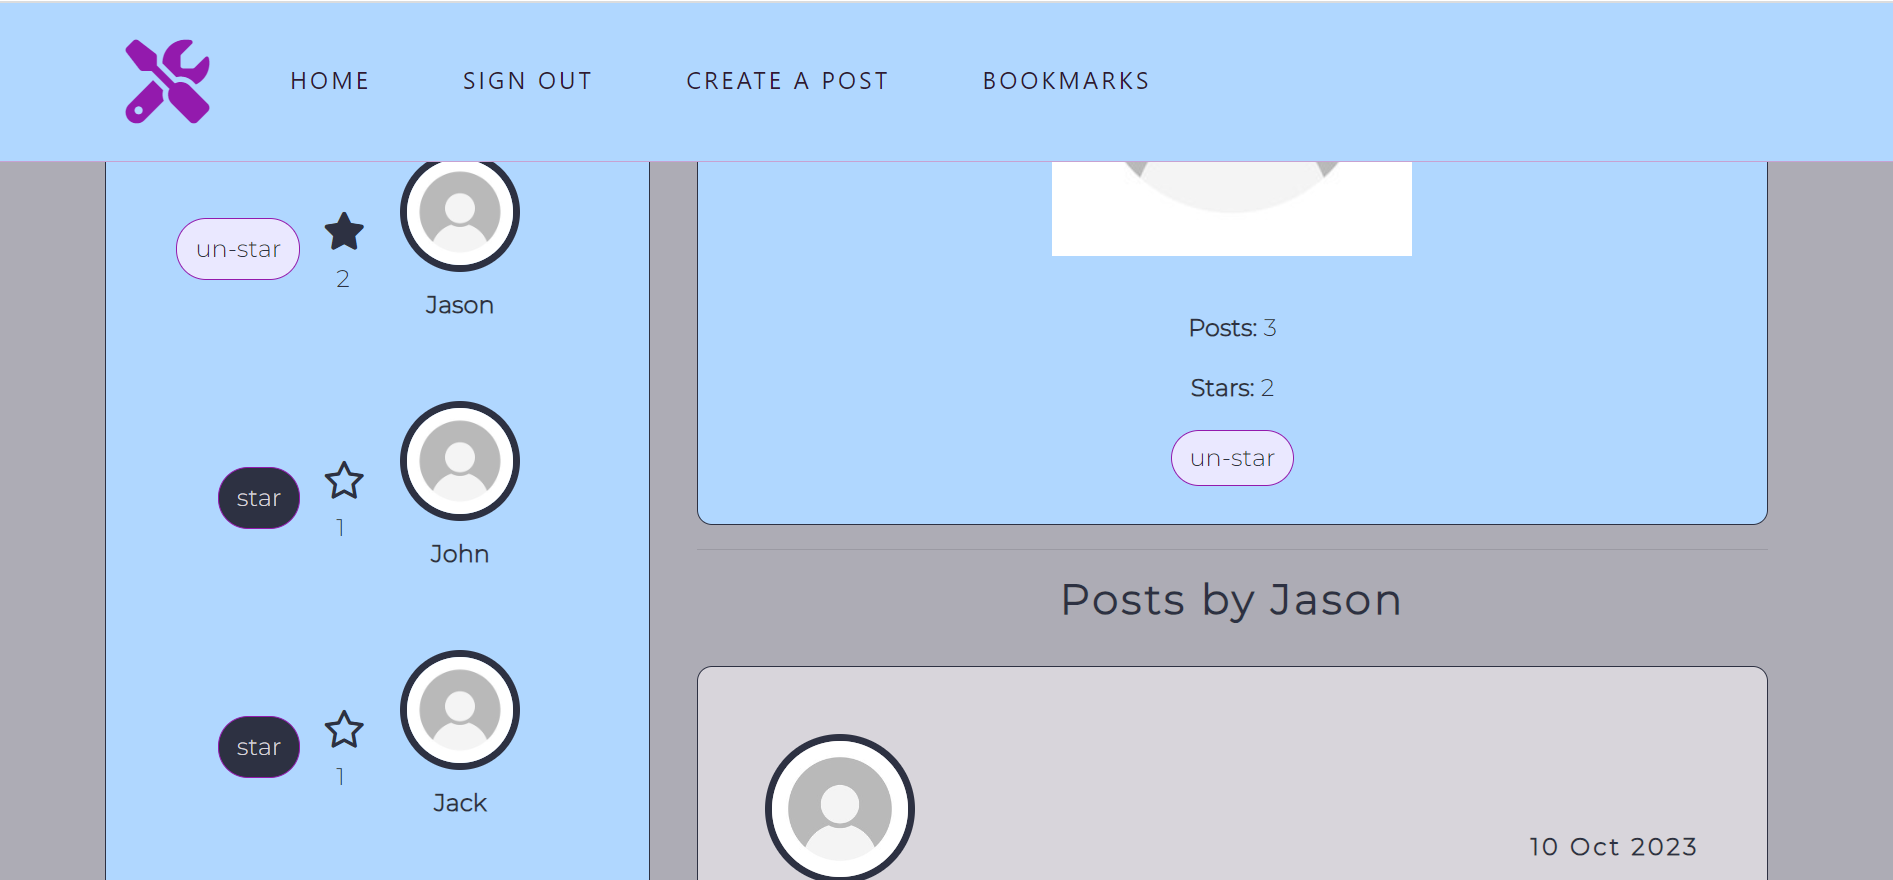 HOME SIGN OUT CREATE A POST BOOKMARKS
un-star
2
Jason
star
1
John
star
1
Jack
Posts: 3
Stars: 2
un-star
Posts by Jason
10 Oct 2023